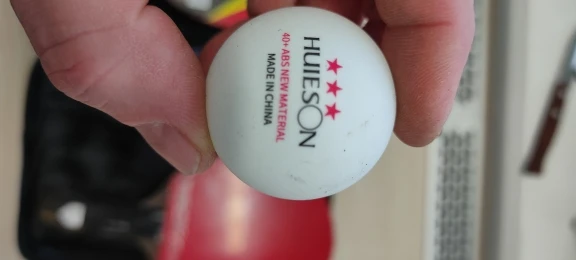 ★★★
HUIESON
40+ ABS NEW MATERIAL
MADE IN CHINA